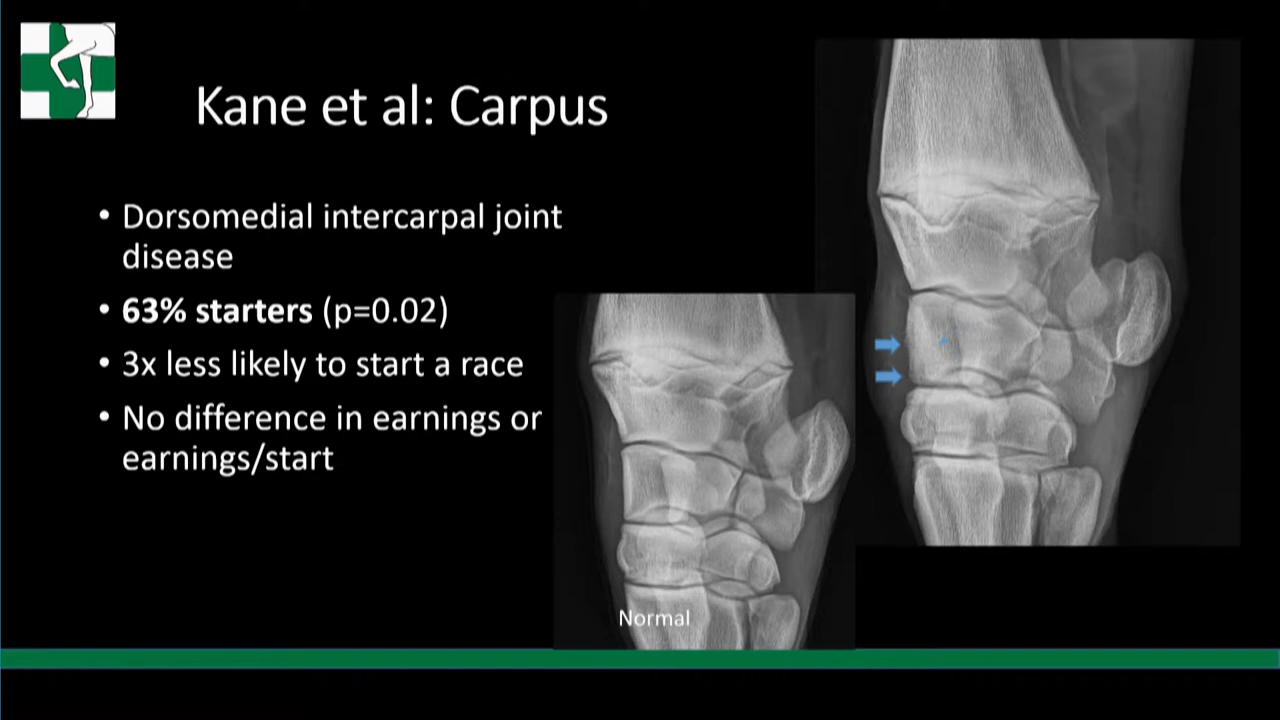 Kane et al: Carpus
• Dorsomedial intercarpal joint
disease
• 63% starters (p=0.02)
• 3x less likely to start a race
• No difference in earnings or
earnings/start
Normal